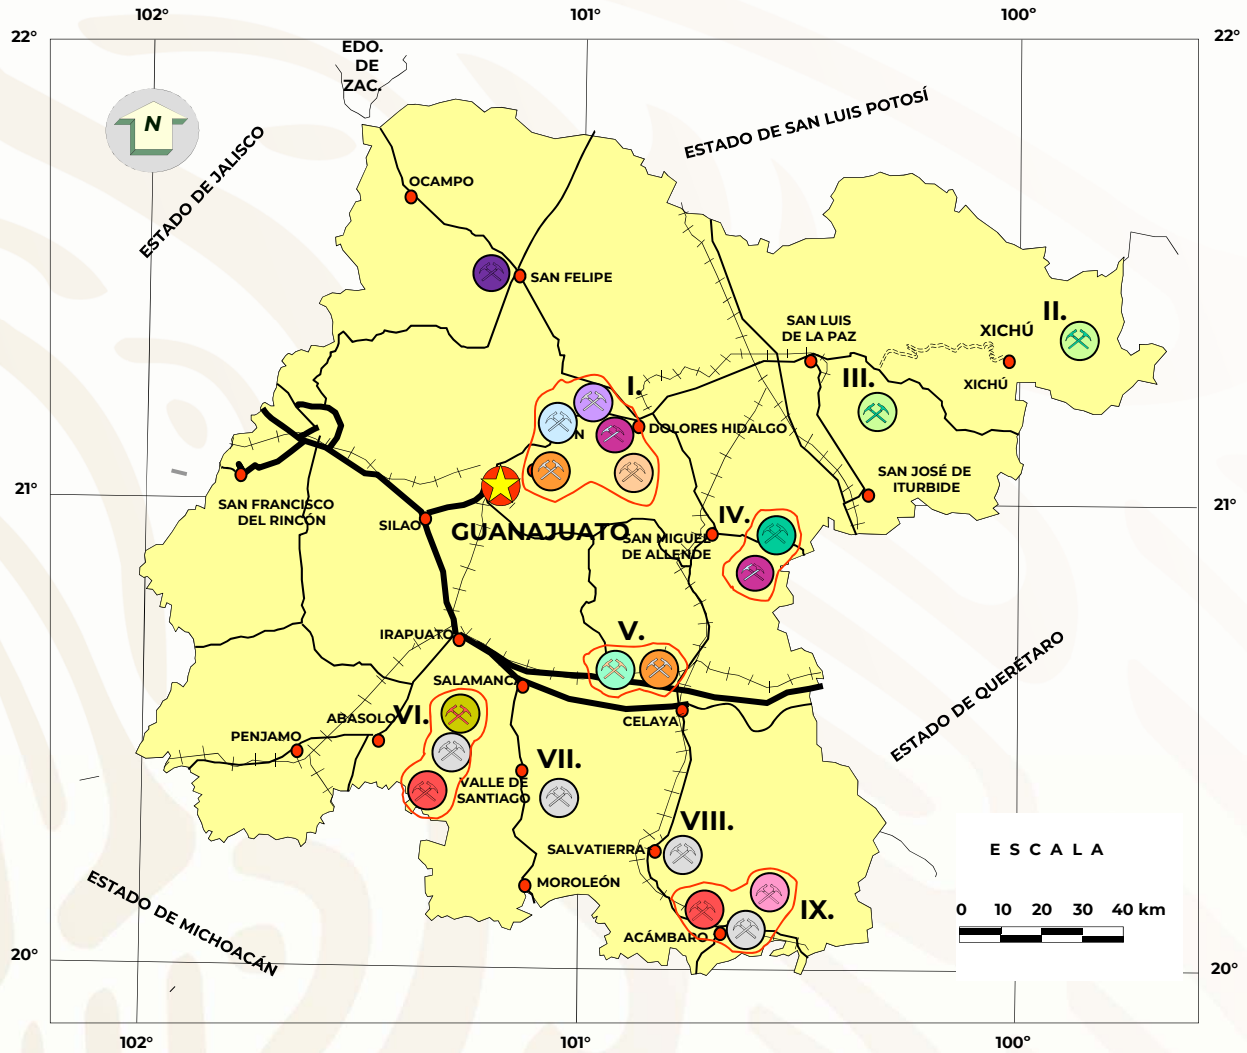 102°
101°
100°
22°
22°
EDO.
DE
ZAC.
N
ESTADO DE JALISCO
ESTADO DE SAN LUIS POTOSÍ
OCAMPO
SAN FELIPE
II.
SAN LUIS
DE LA PAZ
XICHÚ
XICHÚ
III.
I.
DOLORES HIDALGO
N
SAN JOSÉ DE
ITURBIDE
21°
21°
SAN FRANCISCO
DEL RINCÓN
SILAO
GUANAJUATO
IV.
SAN MIGUEL
DE ALLENDE
V.
IRAPUATO
SALAMANCA
ESTADO DE QUERÉTARO
ABASOLO
VI.
CELAYA
PENJAMO
VII.
VALLE DE
SANTIAGO
VIII.
SALVATIERRA
E S C A L A
MOROLEÓN
ESTADO DE MICHOACÁN
IX.
0 10 20 30 40 km
ACÁMBARO
20°
20°
102°
101°
100°